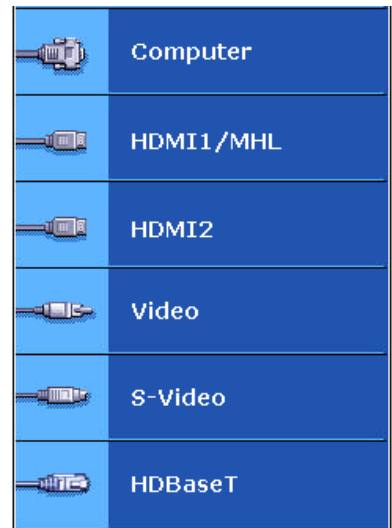 Computer
HDMI1/MHL
HDMI2
Video
S-Video
HDBaseT